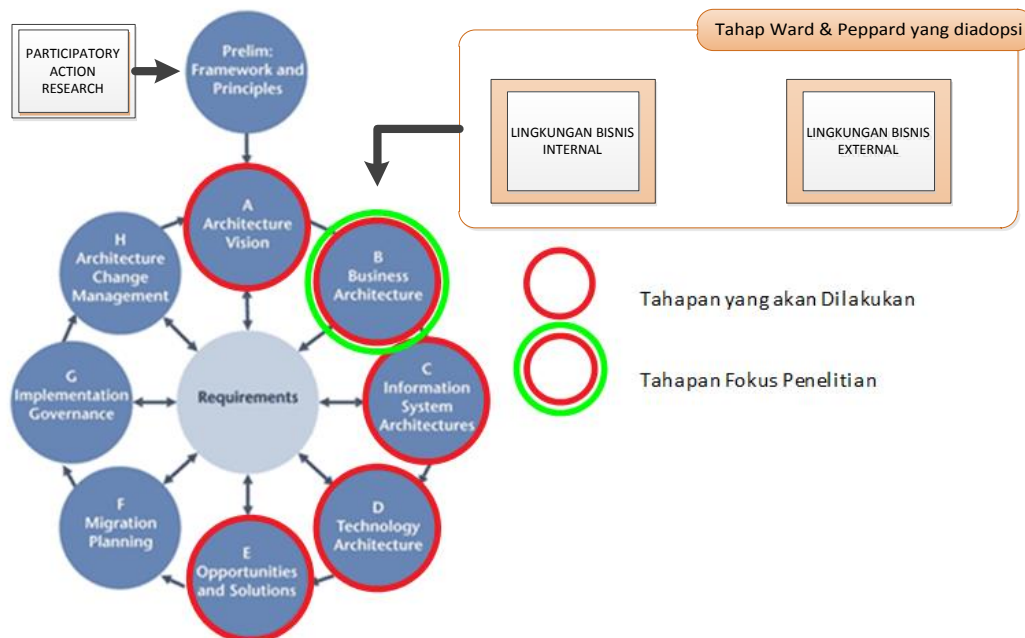 PARTICIPATORY
ACTION
RESEARCH
Prelim:
Framework and
Principles
Tahap Ward & Peppard yang diadopsi
LINGKUNGAN BISNIS
INTERNAL
LINGKUNGAN BISNIS
EXTERNAL
A
Architecture
Vision
B
Business
Architecture
C
Information
System
Architectures
D
Technology
Architecture
E
Opportunities
and Solutions
F
Migration
Planning
G
Implementation
Governance
H
Architecture
Change
Management
Requirements
Tahapan yang akan Dilakukan
Tahapan Fokus Penelitian